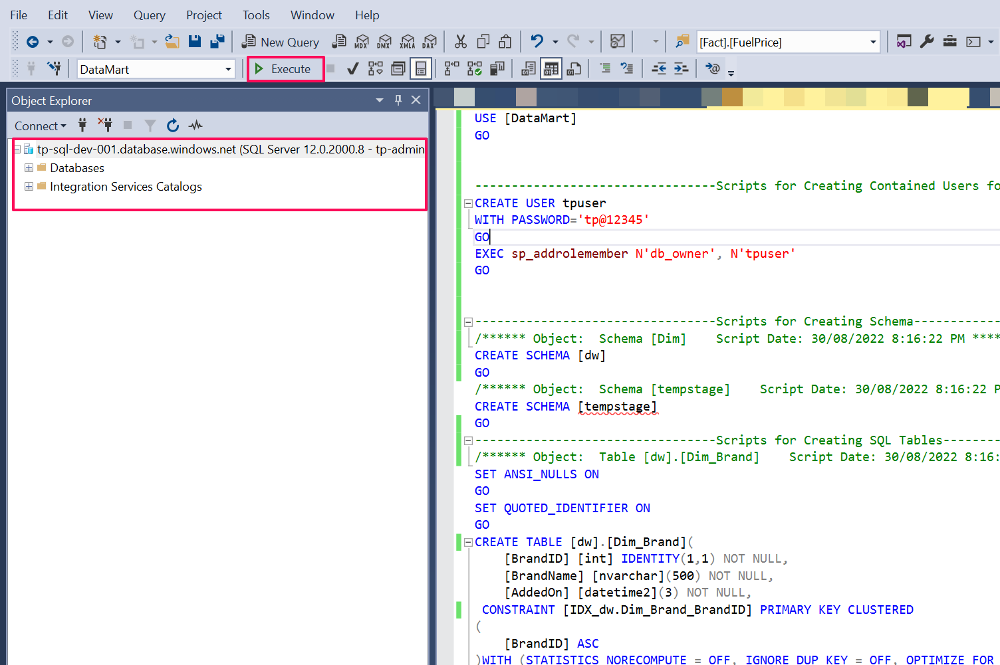 File Edit View Query Project Tools Window Help
New Query MDX DMX XMLA DAX [Fact].[FuelPrice]
DataMart Execute
Object Explorer
Connect
tp-sql-dev-001.database.windows.net (SQL Server 12.0.2000.8 - tp-admin
Databases
Integration Services Catalogs
USE [DataMart]
GO
---------------------------------Scripts for Creating Contained Users fo
CREATE USER tpuser
WITH PASSWORD='tp@12345'
GO
EXEC sp_addrolemember N'db_owner', N'tpuser'
GO
---------------------------------Scripts for Creating Schema------------
/****** Object:  Schema [Dim]    Script Date: 30/08/2022 8:16:22 PM ****
CREATE SCHEMA [dw]
GO
/****** Object:  Schema [tempstage]    Script Date: 30/08/2022 8:16:22 P
CREATE SCHEMA [tempstage]
GO
---------------------------------Scripts for Creating SQL Tables--------
/****** Object:  Table [dw].[Dim_Brand]    Script Date: 30/08/2022 8:16:
SET ANSI_NULLS ON
GO
SET QUOTED_IDENTIFIER ON
GO
CREATE TABLE [dw].[Dim_Brand](
[BrandID] [int] IDENTITY(1,1) NOT NULL,
[BrandName] [nvarchar](500) NOT NULL,
[AddedOn] [datetime2](3) NOT NULL,
CONSTRAINT [IDX_dw.Dim_Brand_BrandID] PRIMARY KEY CLUSTERED
(
[BrandID] ASC
)WITH (STATISTICS_NORECOMPUTE = OFF, IGNORE_DUP_KEY = OFF, OPTIMIZE_FOR